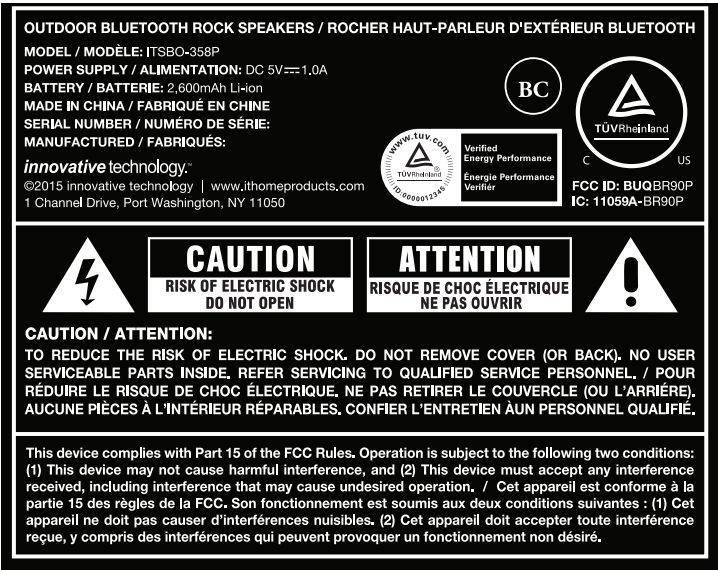 OUTDOOR BLUETOOTH ROCK SPEAKERS / ROCHER HAUT-PARLEUR D'EXTÉRIEUR BLUETOOTH
MODEL / MODÈLE: ITSBO-358P
POWER SUPPLY / ALIMENTATION: DC 5V⎓1.0A
BATTERY / BATTERIE: 2,600mAh Li-ion
MADE IN CHINA / FABRIQUÉ EN CHINE
SERIAL NUMBER / NUMÉRO DE SÉRIE:
MANUFACTURED / FABRIQUÉS:
innovative technology.™
©2015 innovative technology | www.ithomeproducts.com
1 Channel Drive, Port Washington, NY 11050
www.tuv.com
TÜVRheinland®
ID:0000012345
Verified
Energy Performance
Énergie Performance
Verifiér
BC
TÜVRheinland
C US
FCC ID: BUQBR90P
IC: 11059A-BR90P
CAUTION
RISK OF ELECTRIC SHOCK
DO NOT OPEN
ATTENTION
RISQUE DE CHOC ÉLECTRIQUE
NE PAS OUVRIR
CAUTION / ATTENTION:
TO REDUCE THE RISK OF ELECTRIC SHOCK. DO NOT REMOVE COVER (OR BACK). NO USER
SERVICEABLE PARTS INSIDE. REFER SERVICING TO QUALIFIED SERVICE PERSONNEL. / POUR
RÉDUIRE LE RISQUE DE CHOC ÉLECTRIQUE. NE PAS RETIRER LE COUVERCLE (OU L'ARRIÉRE).
AUCUNE PIÈCES À L'INTÉRIEUR RÉPARABLES. CONFIER L'ENTRETIEN ÀUN PERSONNEL QUALIFIÉ.
This device complies with Part 15 of the FCC Rules. Operation is subject to the following two conditions:
(1) This device may not cause harmful interference, and (2) This device must accept any interference
received, including interference that may cause undesired operation. / Cet appareil est conforme à la
partie 15 des règles de la FCC. Son fonctionnement est soumis aux deux conditions suivantes : (1) Cet
appareil ne doit pas causer d'interférences nuisibles. (2) Cet appareil doit accepter toute interférence
reçue, y compris des interférences qui peuvent provoquer un fonctionnement non désiré.